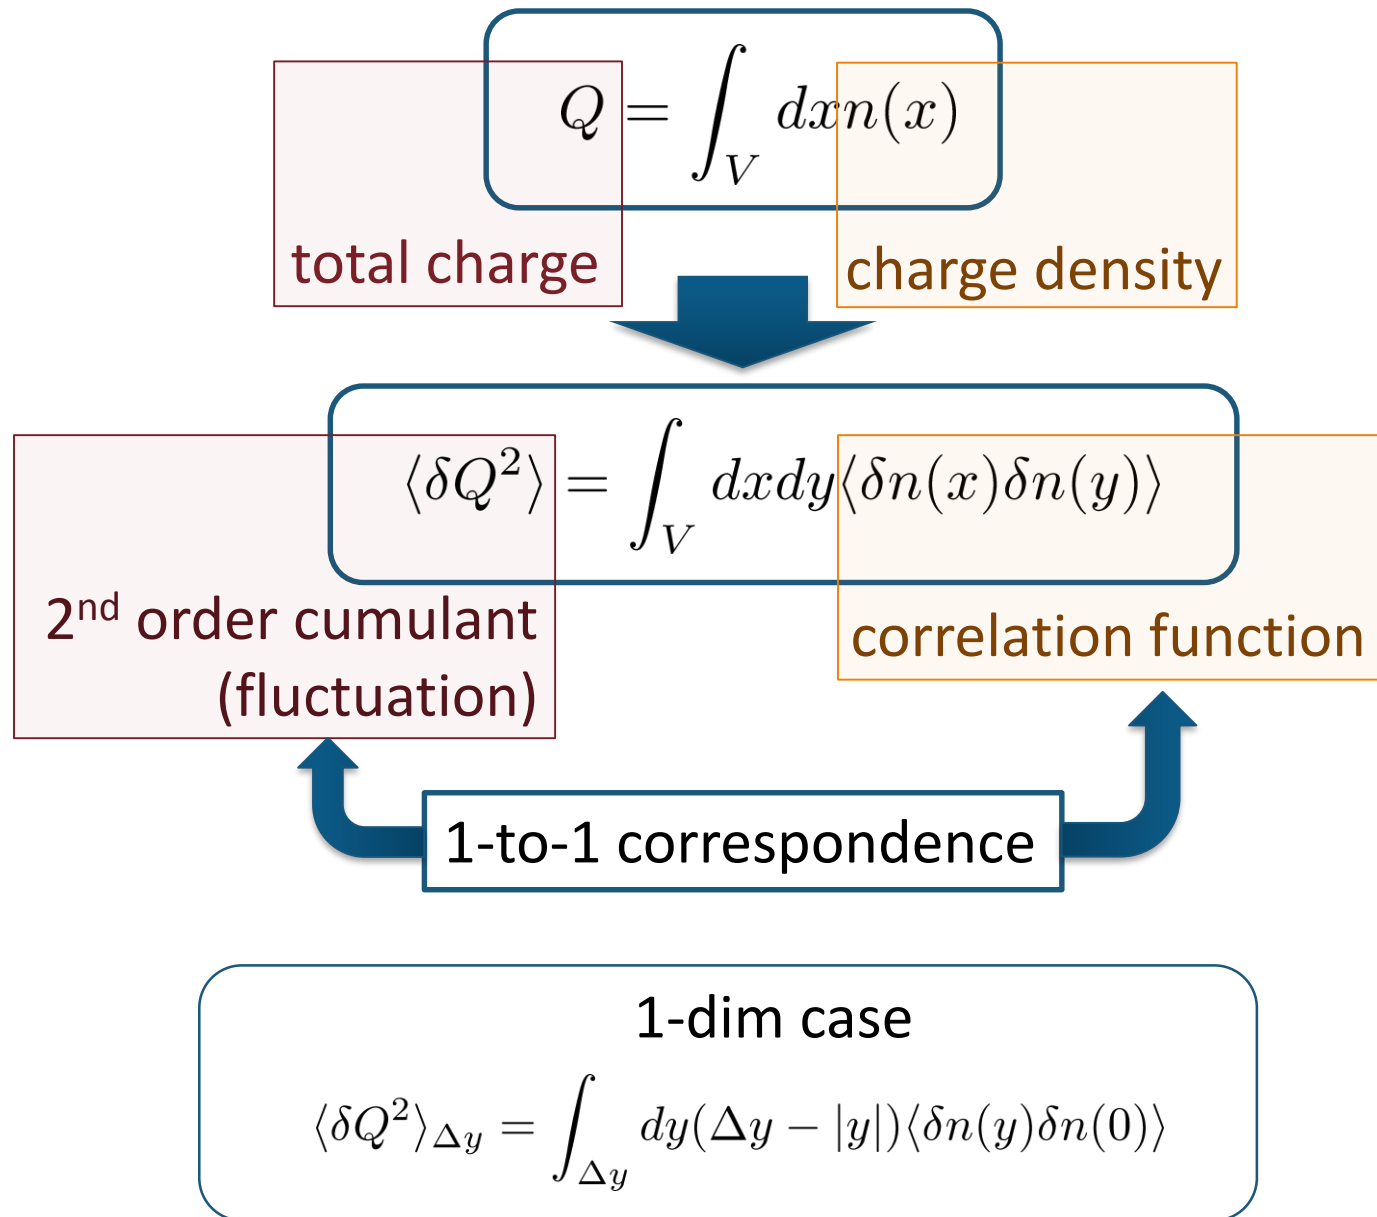 Q = ∫_V dxn(x)
total charge
charge density
⟨δQ²⟩ = ∫_V dxdy⟨δn(x)δn(y)⟩
2nd order cumulant
(fluctuation)
correlation function
1-to-1 correspondence
1-dim case
⟨δQ²⟩_Δy = ∫_Δy dy(Δy − |y|)⟨δn(y)δn(0)⟩